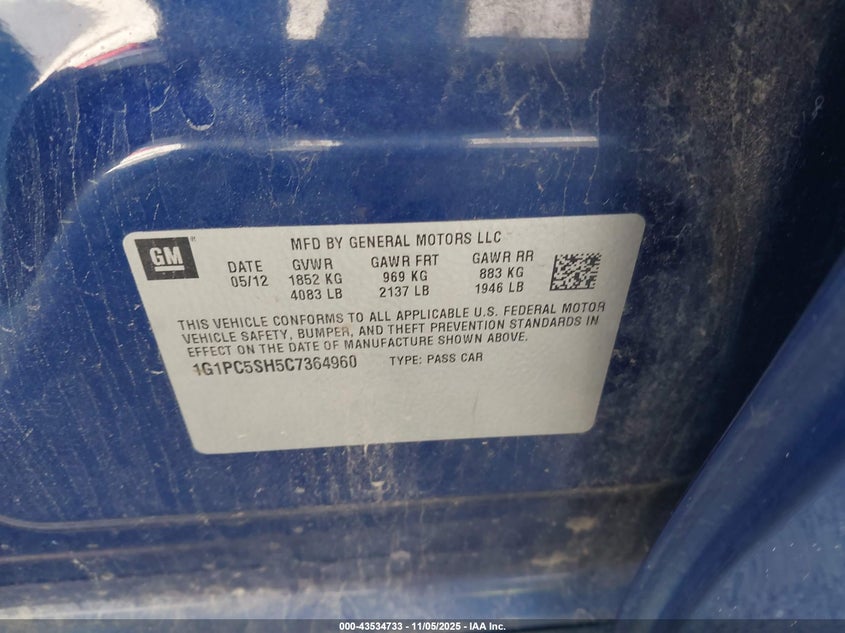 GM
MFD BY GENERAL MOTORS LLC
DATE GVWR GAWR FRT GAWR RR
05/12 1852 KG 969 KG 883 KG
4083 LB 2137 LB 1946 LB
THIS VEHICLE CONFORMS TO ALL APPLICABLE U.S. FEDERAL MOTOR
VEHICLE SAFETY, BUMPER, AND THEFT PREVENTION STANDARDS IN
EFFECT ON THE DATE OF MANUFACTURE SHOWN ABOVE.
1G1PC5SH5C7364960 TYPE: PASS CAR
000-43534733 - 11/05/2025 - IAA Inc.